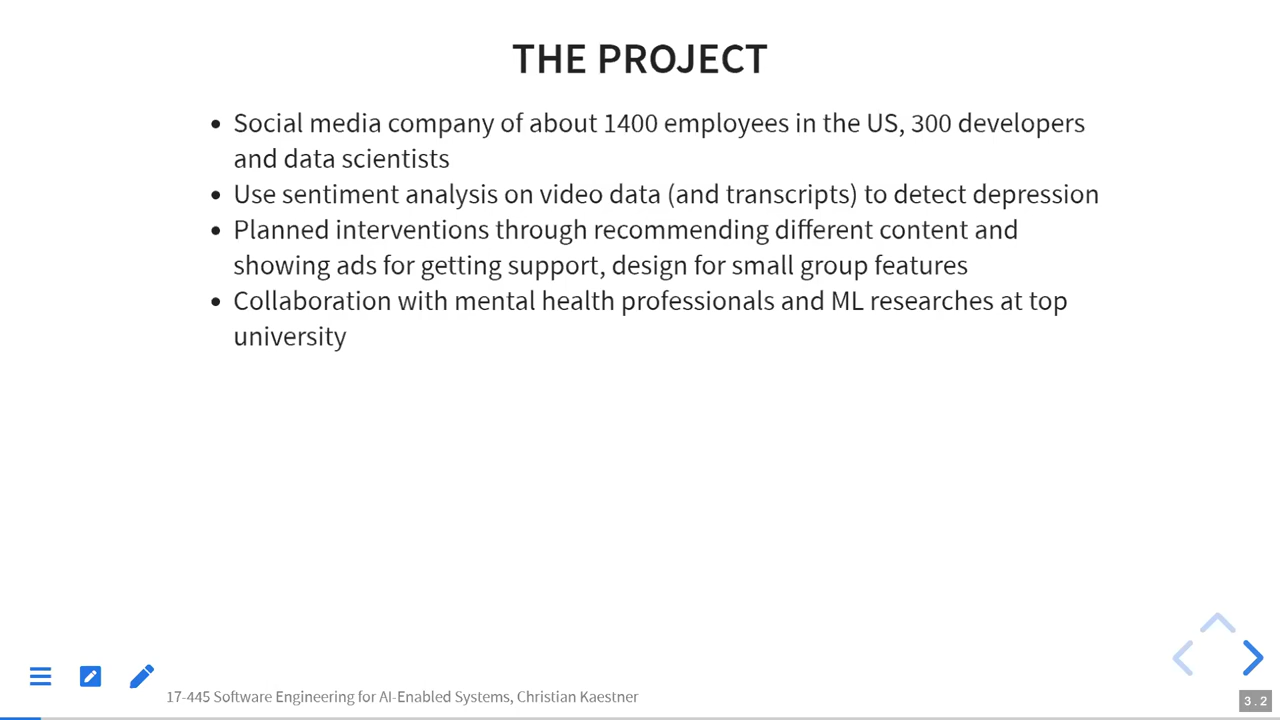 THE PROJECT
• Social media company of about 1400 employees in the US, 300 developers
and data scientists
• Use sentiment analysis on video data (and transcripts) to detect depression
• Planned interventions through recommending different content and
showing ads for getting support, design for small group features
• Collaboration with mental health professionals and ML researches at top
university
17-445 Software Engineering for AI-Enabled Systems, Christian Kaestner
3.2